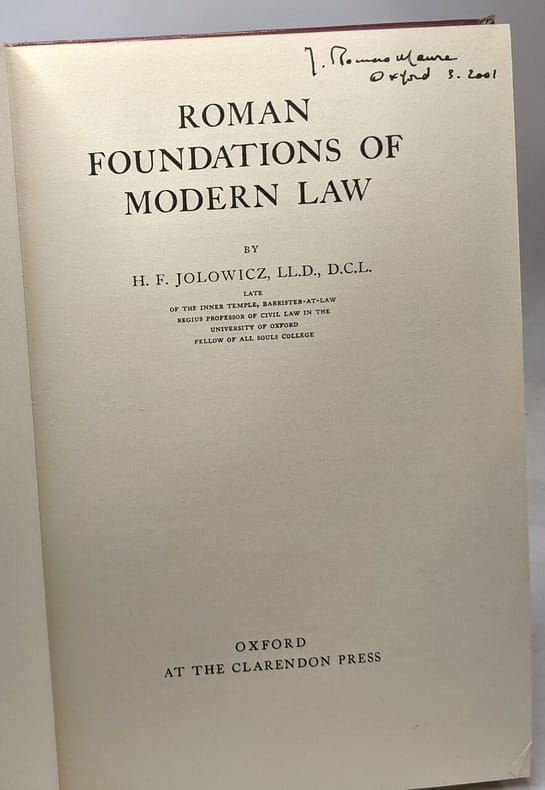 J. Romero Maura
Oxford 3. 2001
ROMAN
FOUNDATIONS OF
MODERN LAW
BY
H. F. JOLOWICZ, LL.D., D.C.L.
LATE
OF THE INNER TEMPLE, BARRISTER-AT-LAW
REGIUS PROFESSOR OF CIVIL LAW IN THE
UNIVERSITY OF OXFORD
FELLOW OF ALL SOULS COLLEGE
OXFORD
AT THE CLARENDON PRESS